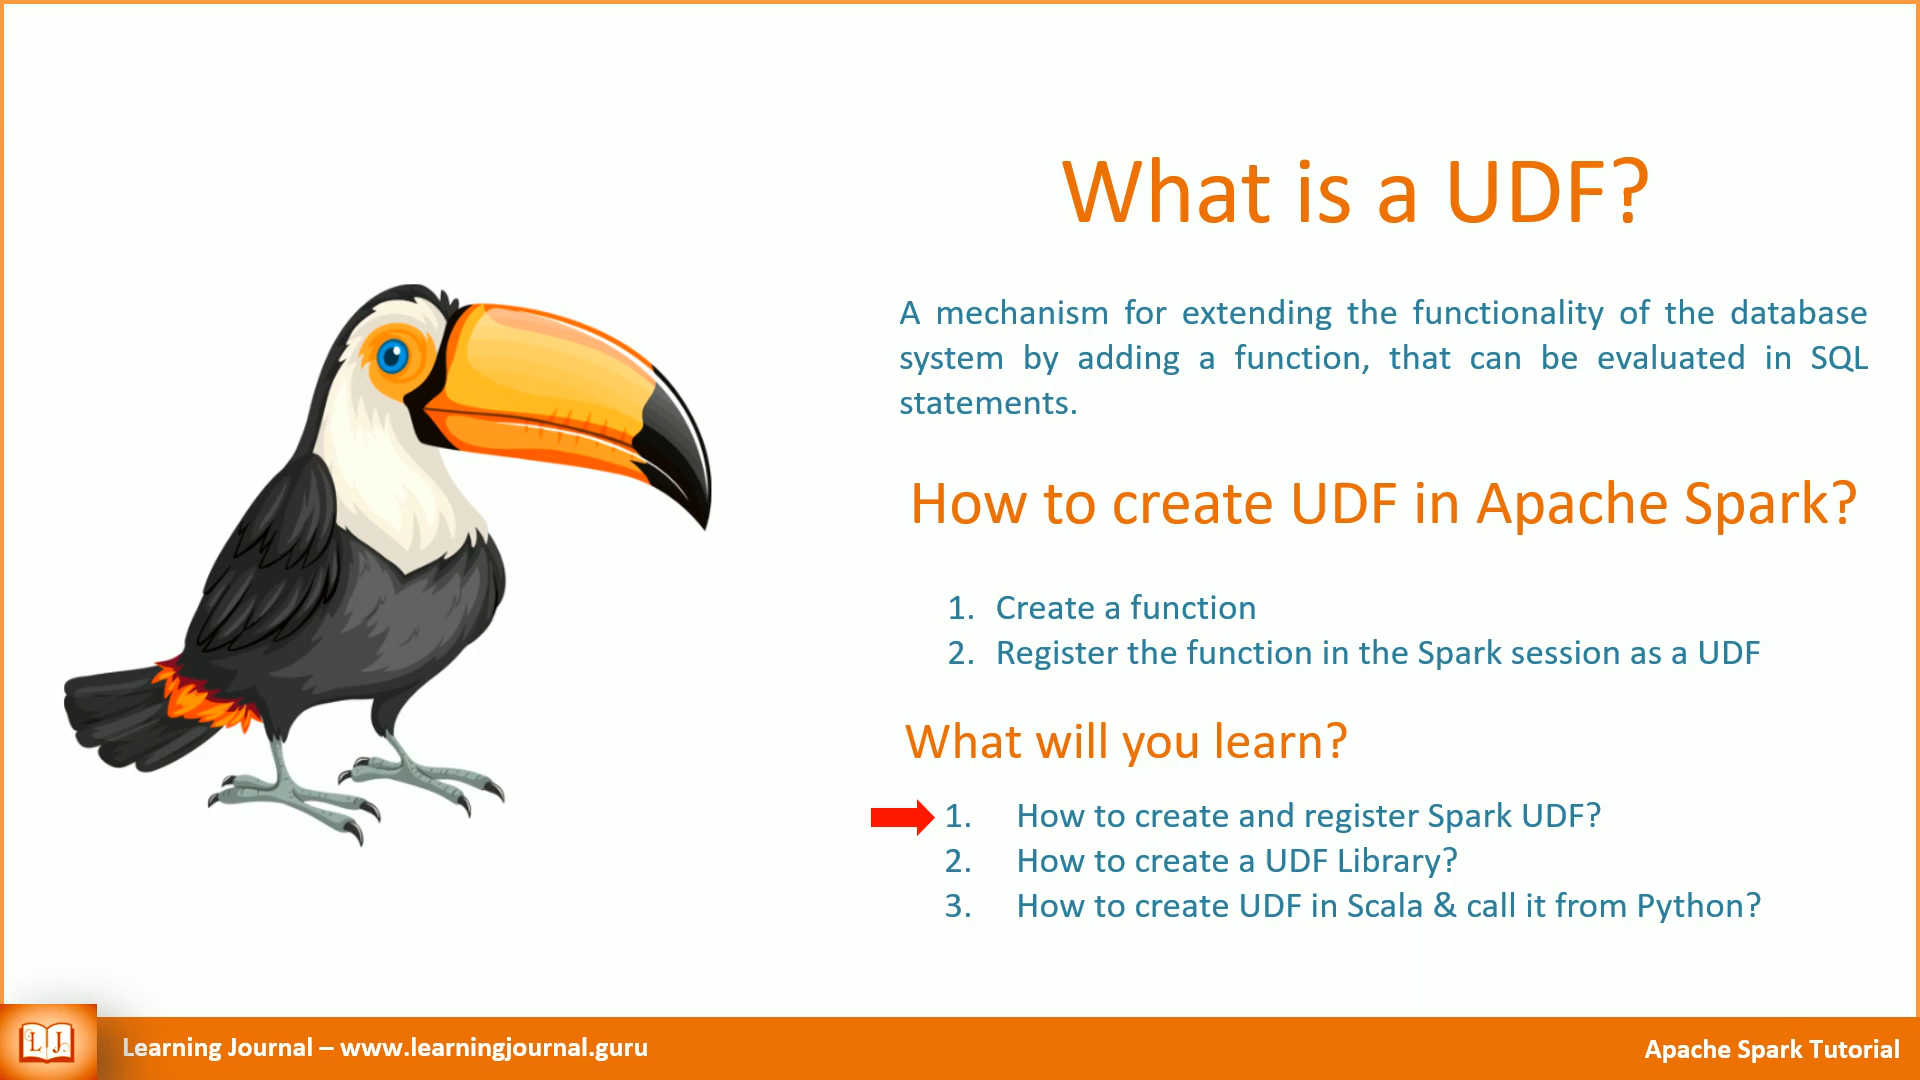 What is a UDF?
A mechanism for extending the functionality of the database
system by adding a function, that can be evaluated in SQL
statements.
How to create UDF in Apache Spark?
1. Create a function
2. Register the function in the Spark session as a UDF
What will you learn?
1. How to create and register Spark UDF?
2. How to create a UDF Library?
3. How to create UDF in Scala & call it from Python?
L J
Learning Journal – www.learningjournal.guru
Apache Spark Tutorial